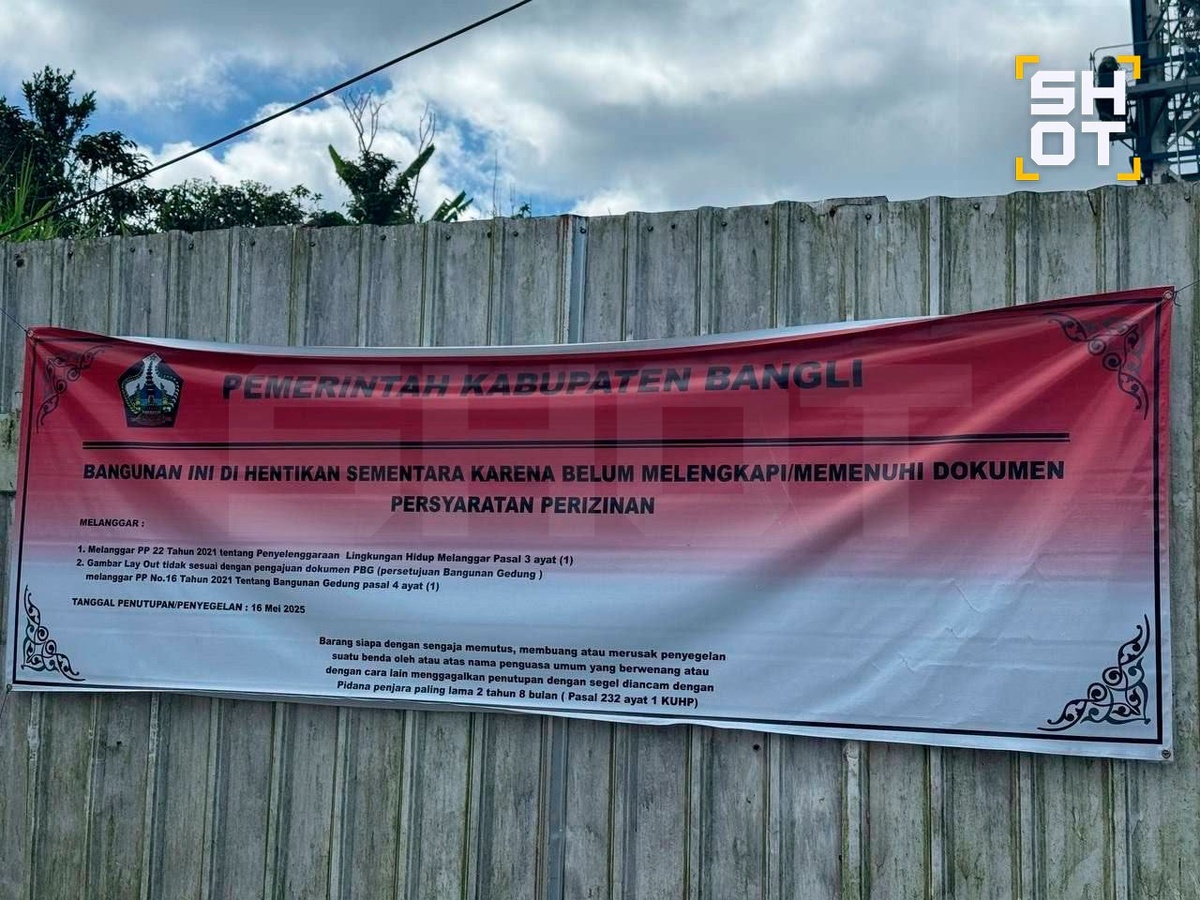 SH
OT
PEMERINTAH KABUPATEN BANGLI
BANGUNAN INI DI HENTIKAN SEMENTARA KARENA BELUM MELENGKAPI/MEMENUHI DOKUMEN
PERSYARATAN PERIZINAN
MELANGGAR :
1. Melanggar PP 22 Tahun 2021 tentang Penyelenggaraan Lingkungan Hidup Melanggar Pasal 3 ayat (1)
2. Gambar Lay Out tidak sesuai dengan pengajuan dokumen PBG (persetujuan Bangunan Gedung )
melanggar PP No.16 Tahun 2021 Tentang Bangunan Gedung pasal 4 ayat (1)
TANGGAL PENUTUPAN/PENYEGELAN : 16 Mei 2025
Barang siapa dengan sengaja memutus, membuang atau merusak penyegelan
suatu benda oleh atau atas nama penguasa umum yang berwenang atau
dengan cara lain menggagalkan penutupan dengan segel diancam dengan
Pidana penjara paling lama 2 tahun 8 bulan ( Pasal 232 ayat 1 KUHP)
SHOT